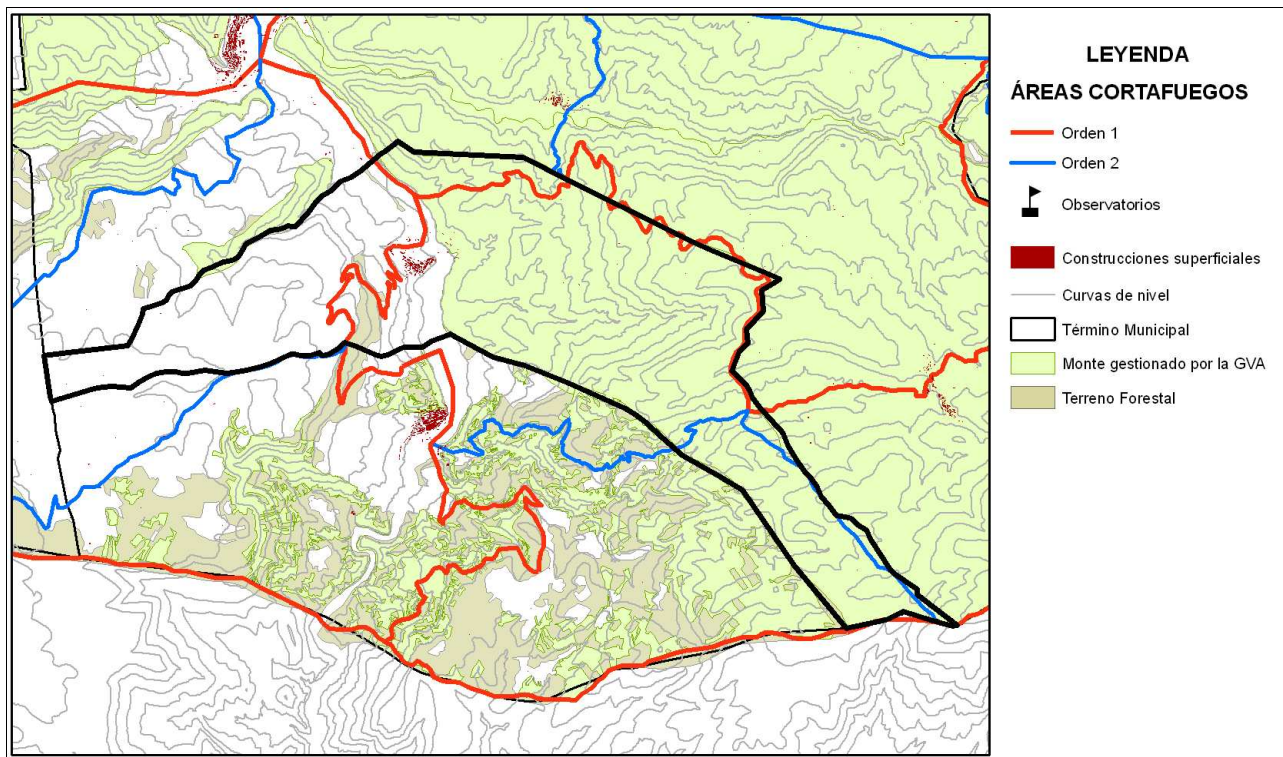 LEYENDA
ÁREAS CORTAFUEGOS
Orden 1
Orden 2
Observatorios
Construcciones superficiales
Curvas de nivel
Término Municipal
Monte gestionado por la GVA
Terreno Forestal